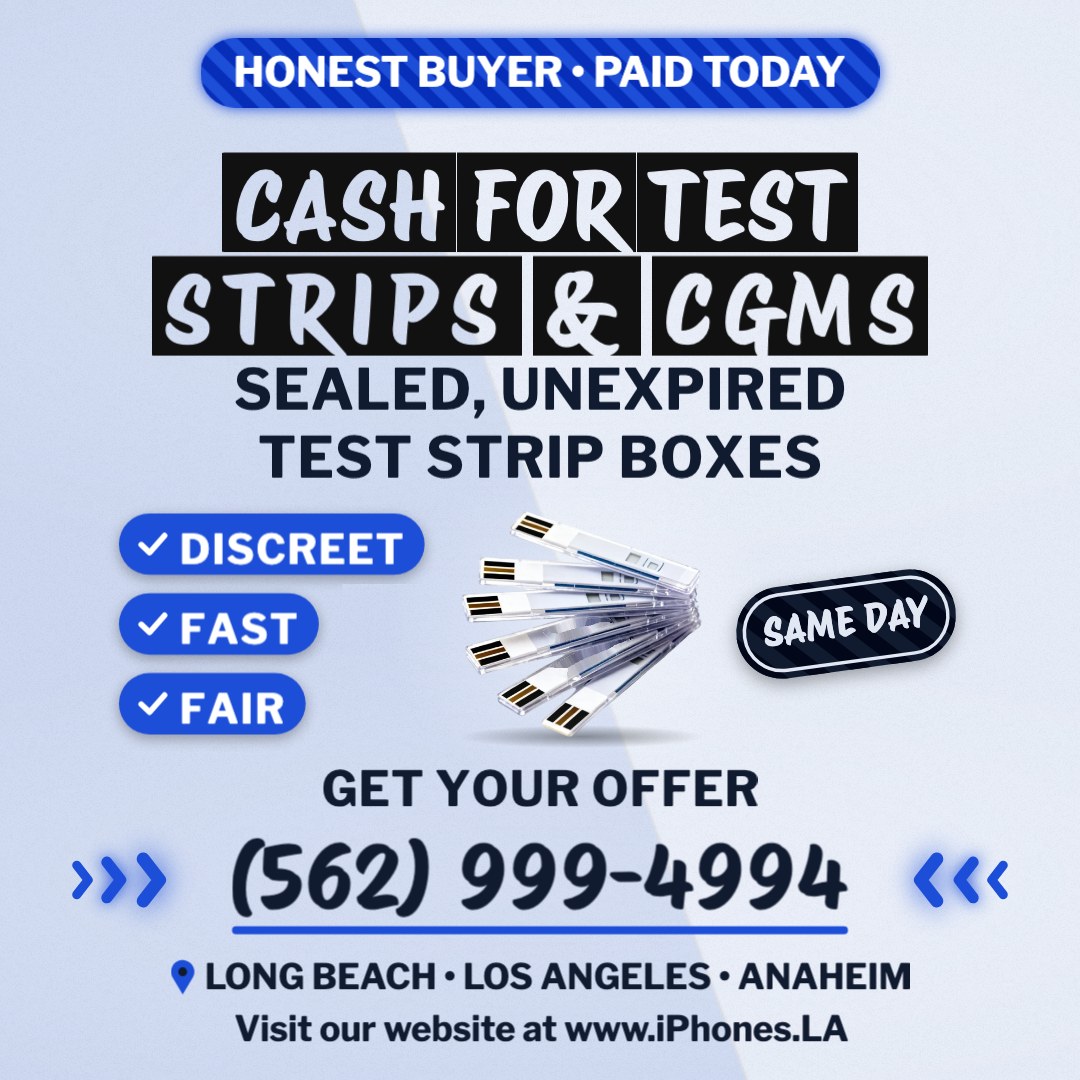 HONEST BUYER • PAID TODAY
CASH FOR TEST
STRIPS & CGMS
SEALED, UNEXPIRED
TEST STRIP BOXES
DISCREET
FAST
FAIR
SAME DAY
GET YOUR OFFER
(562) 999-4994
LONG BEACH • LOS ANGELES • ANAHEIM
Visit our website at www.iPhones.LA